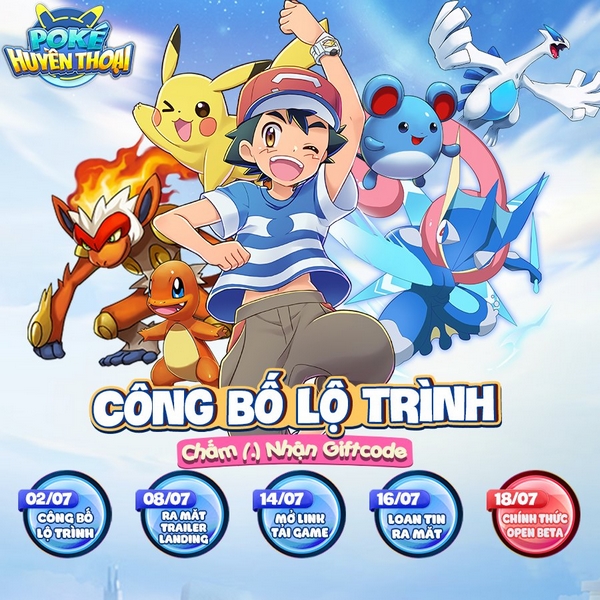 POKÉ
HUYỀN THOẠI
CÔNG BỐ LỘ TRÌNH
Chấm (.) Nhận Giftcode
02/07
CÔNG BỐ
LỘ TRÌNH
08/07
RA MẮT
TRAILER
LANDING
14/07
MỞ LINK
TẢI GAME
16/07
LOAN TIN
RA MẮT
18/07
CHÍNH THỨC
OPEN BETA